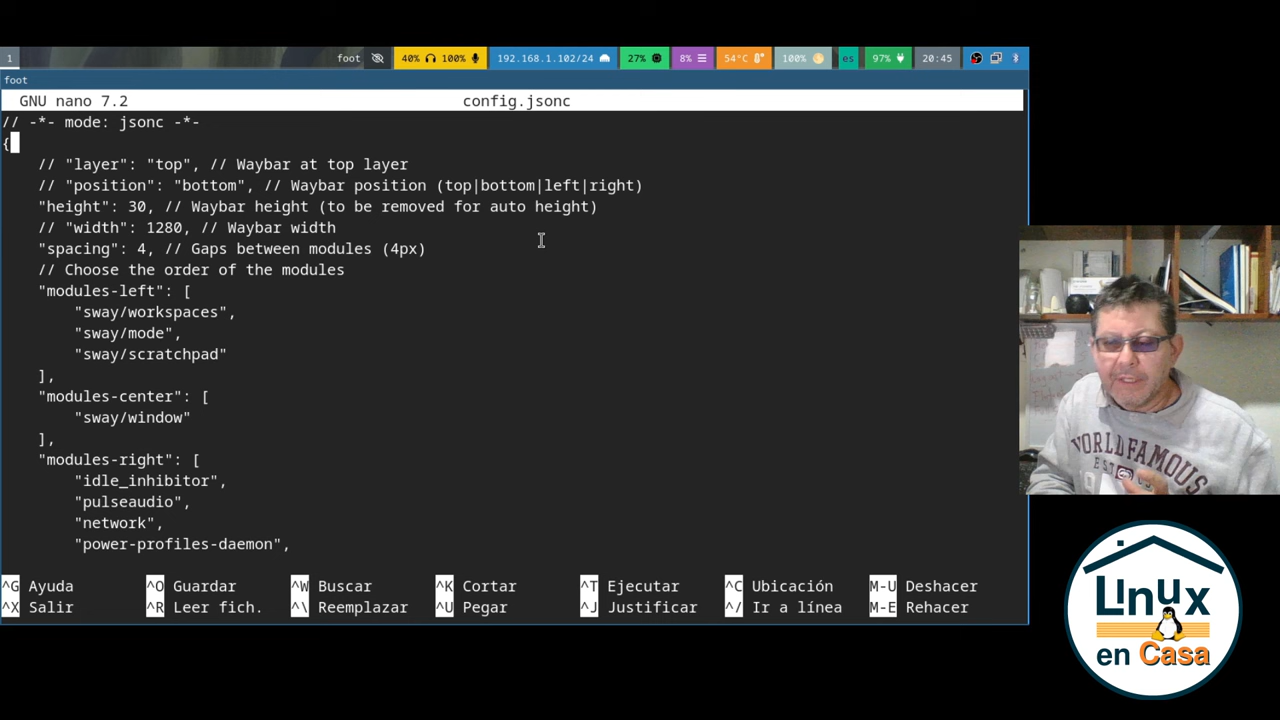 1
foot 40% 100% 192.168.1.102/24 27% 8% 54°C 100% es 97% 20:45
foot
GNU nano 7.2 config.jsonc
// -*- mode: jsonc -*-
{
// "layer": "top", // Waybar at top layer
// "position": "bottom", // Waybar position (top|bottom|left|right)
"height": 30, // Waybar height (to be removed for auto height)
// "width": 1280, // Waybar width
"spacing": 4, // Gaps between modules (4px)
// Choose the order of the modules
"modules-left": [
"sway/workspaces",
"sway/mode",
"sway/scratchpad"
],
"modules-center": [
"sway/window"
],
"modules-right": [
"idle_inhibitor",
"pulseaudio",
"network",
"power-profiles-daemon",
^G Ayuda ^O Guardar ^W Buscar ^K Cortar ^T Ejecutar ^C Ubicación M-U Deshacer
^X Salir ^R Leer fich. ^\ Reemplazar ^U Pegar ^J Justificar ^/ Ir a línea M-E Rehacer
WORLD FAMOUS
LInux
en Casa